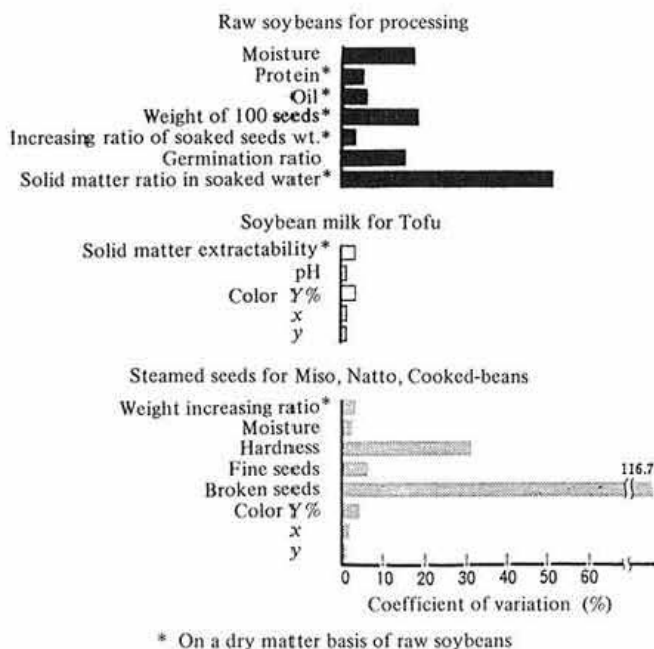 Raw soybeans for processing
Moisture
Protein*
Oil*
Weight of 100 seeds*
Increasing ratio of soaked seeds wt.*
Germination ratio
Solid matter ratio in soaked water*
Soybean milk for Tofu
Solid matter extractability*
pH
Color Y%
x
y
Steamed seeds for Miso, Natto, Cooked-beans
Weight increasing ratio*
Moisture
Hardness
Fine seeds
116.7
Broken seeds
Color Y%
x
y
0 10 20 30 40 50 60
Coefficient of variation (%)
* On a dry matter basis of raw soybeans